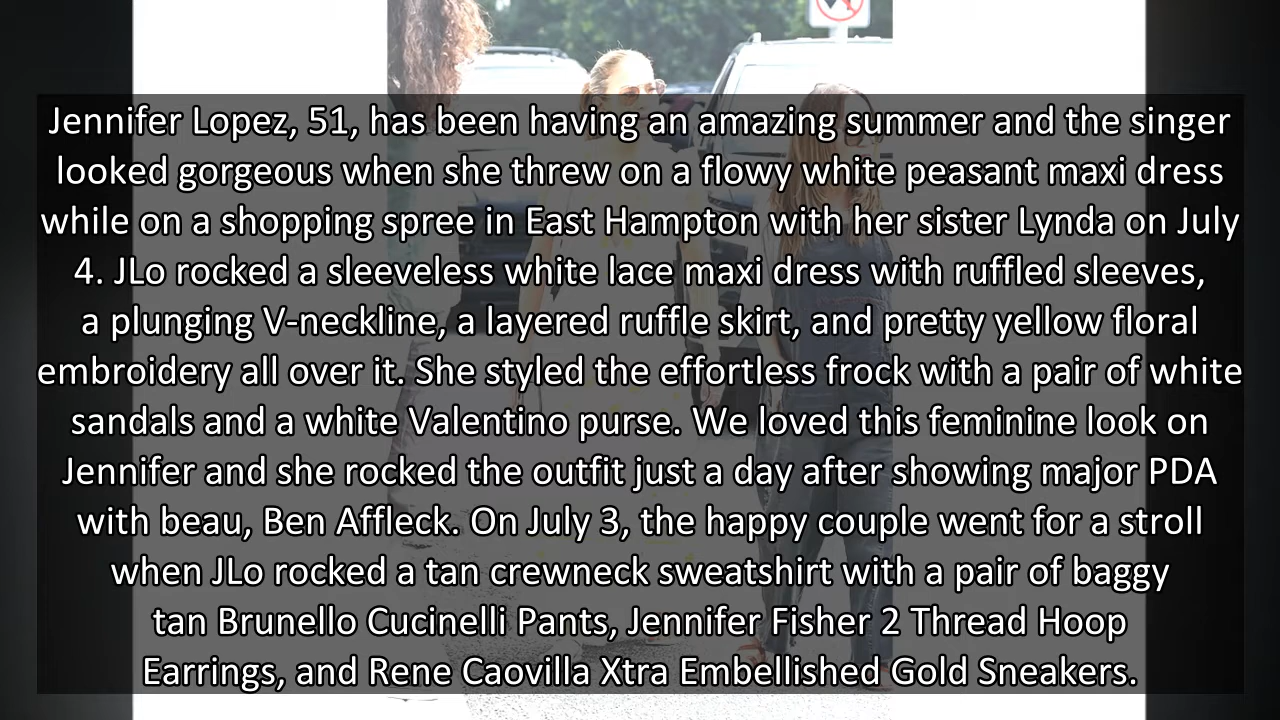 Jennifer Lopez, 51, has been having an amazing summer and the singer
looked gorgeous when she threw on a flowy white peasant maxi dress
while on a shopping spree in East Hampton with her sister Lynda on July
4. JLo rocked a sleeveless white lace maxi dress with ruffled sleeves,
a plunging V-neckline, a layered ruffle skirt, and pretty yellow floral
embroidery all over it. She styled the effortless frock with a pair of white
sandals and a white Valentino purse. We loved this feminine look on
Jennifer and she rocked the outfit just a day after showing major PDA
with beau, Ben Affleck. On July 3, the happy couple went for a stroll
when JLo rocked a tan crewneck sweatshirt with a pair of baggy
tan Brunello Cucinelli Pants, Jennifer Fisher 2 Thread Hoop
Earrings, and Rene Caovilla Xtra Embellished Gold Sneakers.